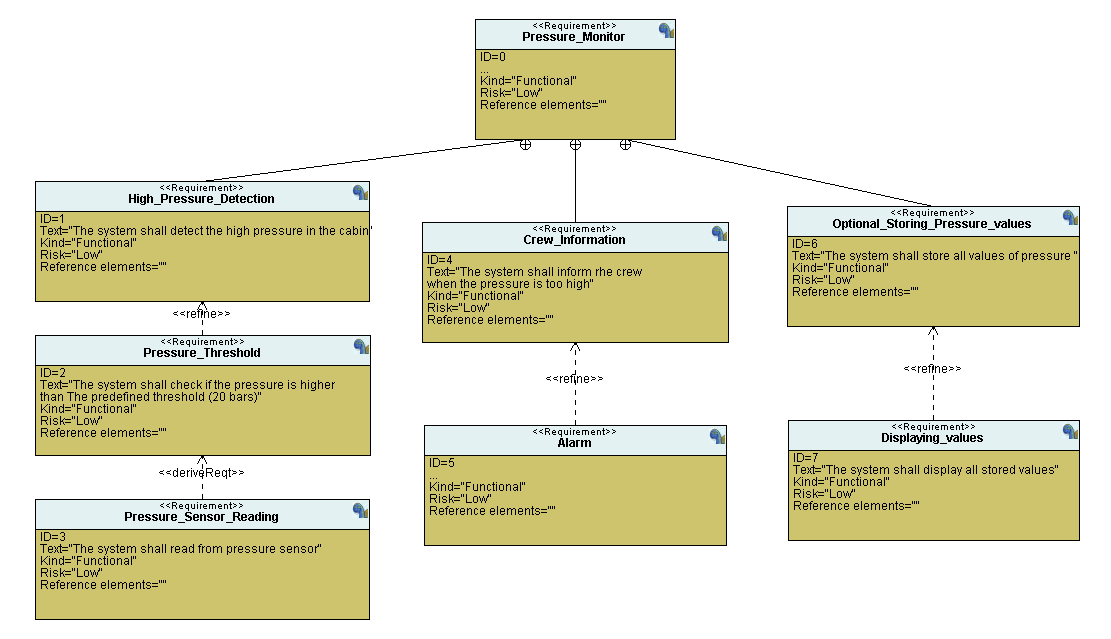 <<Requirement>>
Pressure_Monitor
ID=0
...
Kind="Functional"
Risk="Low"
Reference elements=""
<<Requirement>>
High_Pressure_Detection
ID=1
Text="The system shall detect the high pressure in the cabin"
Kind="Functional"
Risk="Low"
Reference elements=""
<<Requirement>>
Crew_Information
ID=4
Text="The system shall inform rhe crew
when the pressure is too high"
Kind="Functional"
Risk="Low"
Reference elements=""
<<Requirement>>
Optional_Storing_Pressure_values
ID=6
Text="The system shall store all values of pressure "
Kind="Functional"
Risk="Low"
Reference elements=""
<<refine>>
<<Requirement>>
Pressure_Threshold
ID=2
Text="The system shall check if the pressure is higher
than The predefined threshold (20 bars)"
Kind="Functional"
Risk="Low"
Reference elements=""
<<refine>>
<<refine>>
<<Requirement>>
Alarm
ID=5
...
Kind="Functional"
Risk="Low"
Reference elements=""
<<Requirement>>
Displaying_values
ID=7
Text="The system shall display all stored values"
Kind="Functional"
Risk="Low"
Reference elements=""
<<deriveReqt>>
<<Requirement>>
Pressure_Sensor_Reading
ID=3
Text="The system shall read from pressure sensor"
Kind="Functional"
Risk="Low"
Reference elements=""